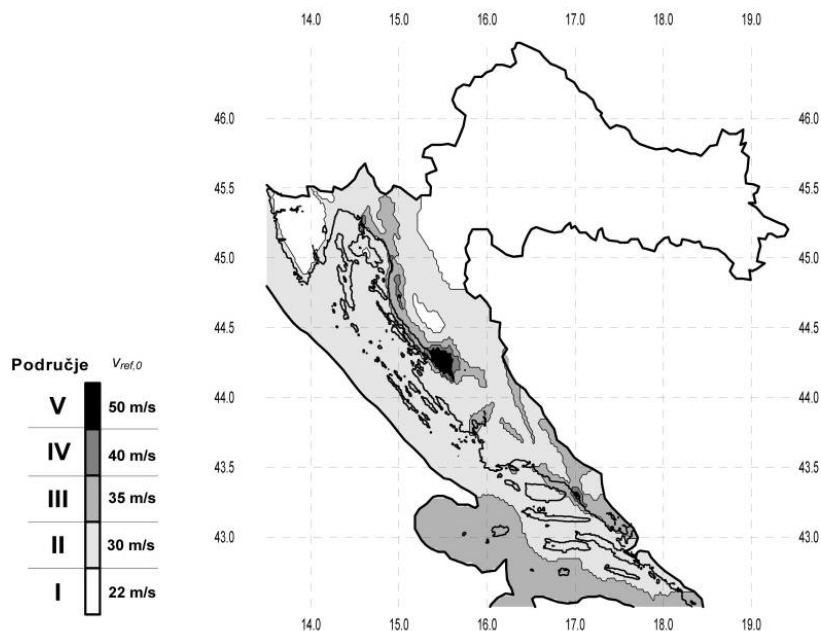 14.0 15.0 16.0 17.0 18.0 19.0
46.0 46.0
45.5 45.5
45.0 45.0
44.5 44.5
44.0 44.0
43.5 43.5
43.0 43.0
14.0 15.0 16.0 17.0 18.0 19.0
Područje Vref,0
V 50 m/s
IV 40 m/s
III 35 m/s
II 30 m/s
I 22 m/s